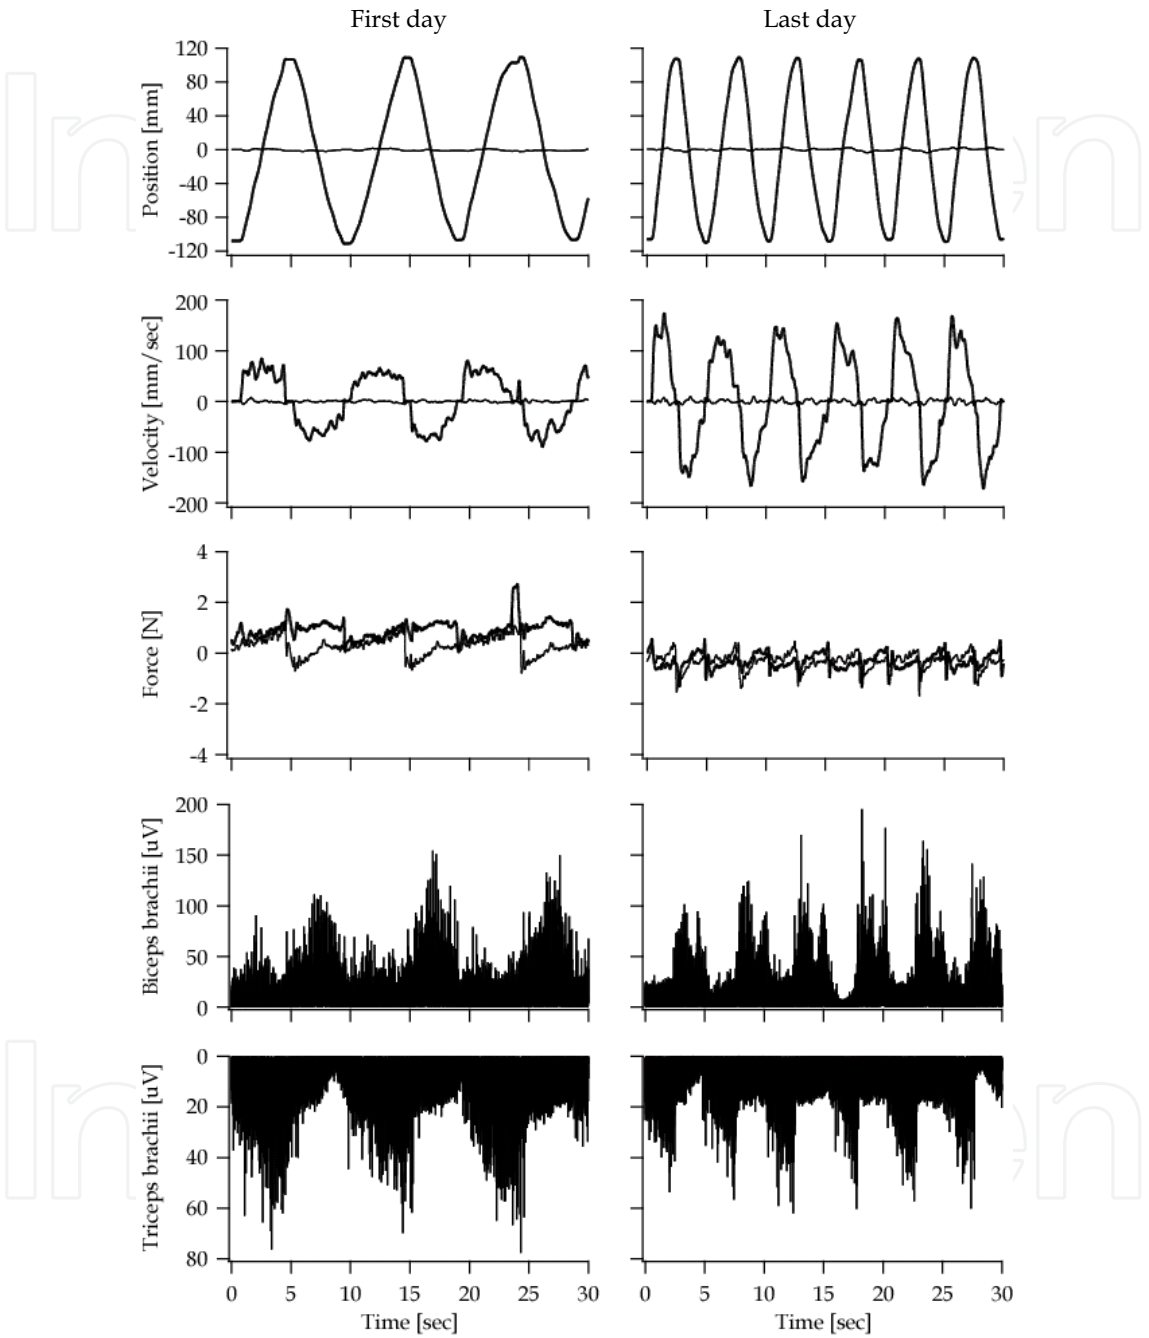 First day
Last day
120
80
40
0
-40
-80
-120
Position [mm]
200
100
0
-100
-200
Velocity [mm/sec]
4
2
0
-2
-4
Force [N]
200
150
100
50
0
Biceps brachii [uV]
0
20
40
60
80
Triceps brachii [uV]
0 5 10 15 20 25 30
0 5 10 15 20 25 30
Time [sec]
Time [sec]